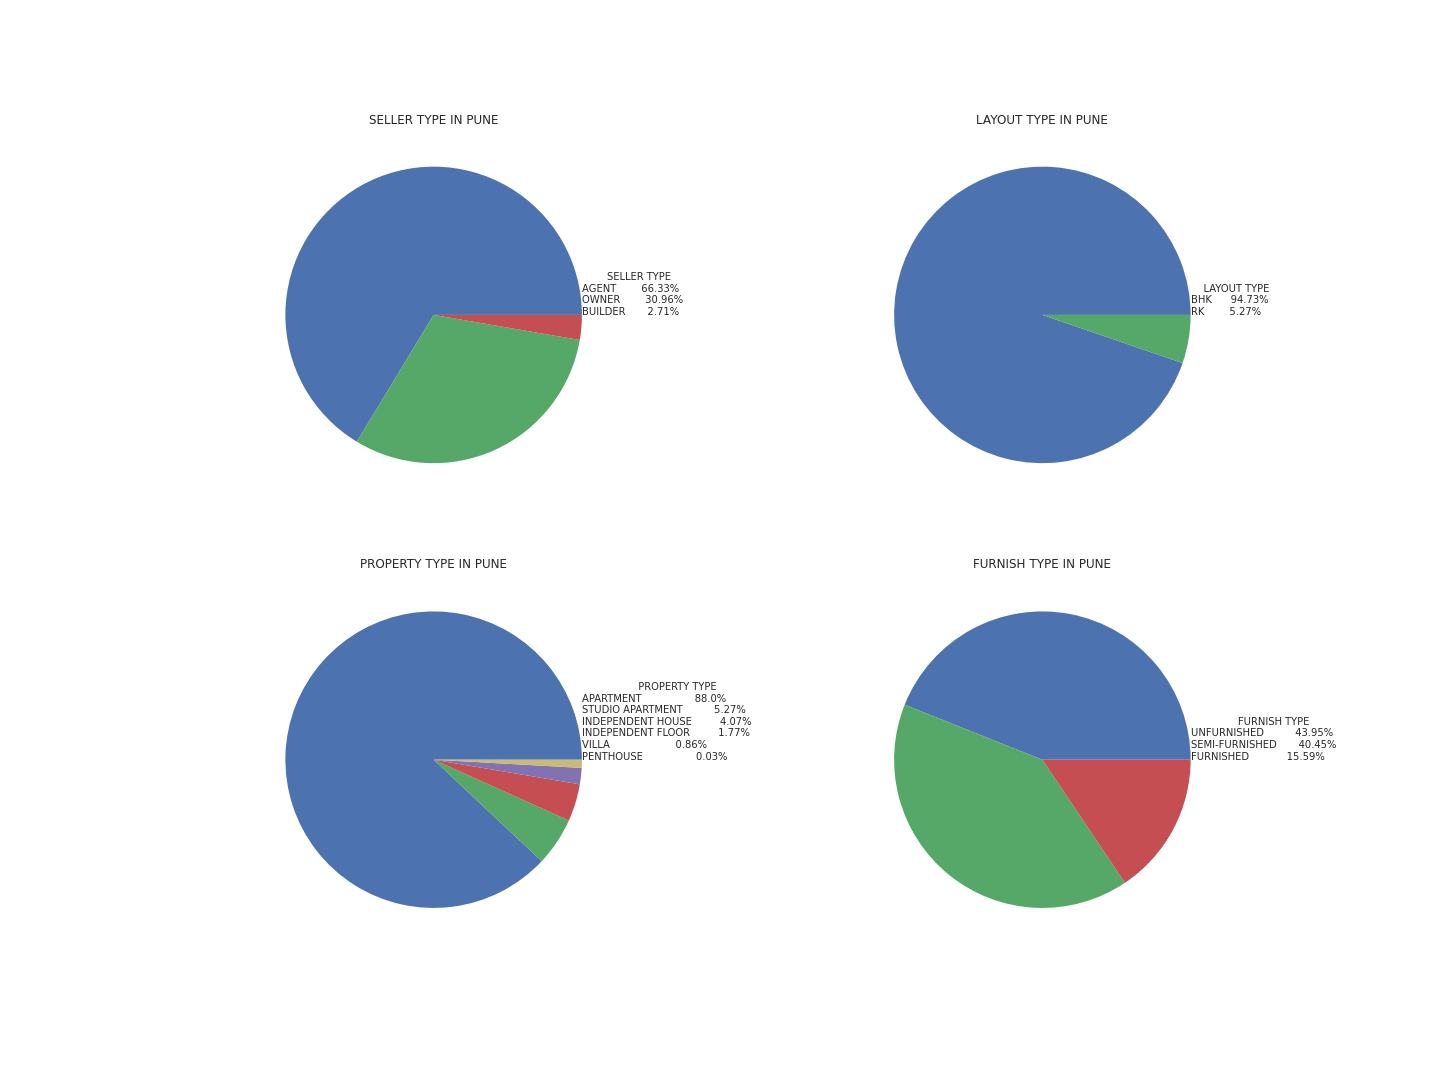 SELLER TYPE IN PUNE
SELLER TYPE
AGENT 66.33%
OWNER 30.96%
BUILDER 2.71%
LAYOUT TYPE IN PUNE
LAYOUT TYPE
BHK 94.73%
RK 5.27%
PROPERTY TYPE IN PUNE
PROPERTY TYPE
APARTMENT 88.0%
STUDIO APARTMENT 5.27%
INDEPENDENT HOUSE 4.07%
INDEPENDENT FLOOR 1.77%
VILLA 0.86%
PENTHOUSE 0.03%
FURNISH TYPE IN PUNE
FURNISH TYPE
UNFURNISHED 43.95%
SEMI-FURNISHED 40.45%
FURNISHED 15.59%